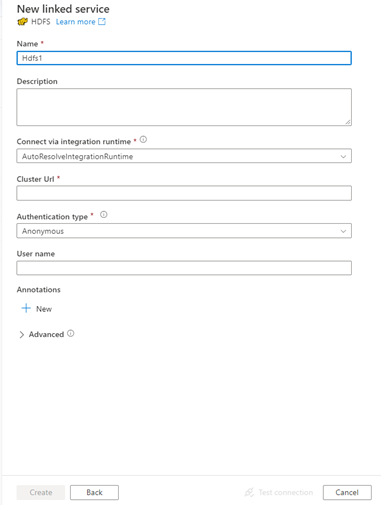 New linked service
HDFS Learn more
Name *
Hdfs1
Description
Connect via integration runtime *
AutoResolveIntegrationRuntime
Cluster Url *
Authentication type *
Anonymous
User name
Annotations
New
Advanced
Create Back Test connection Cancel